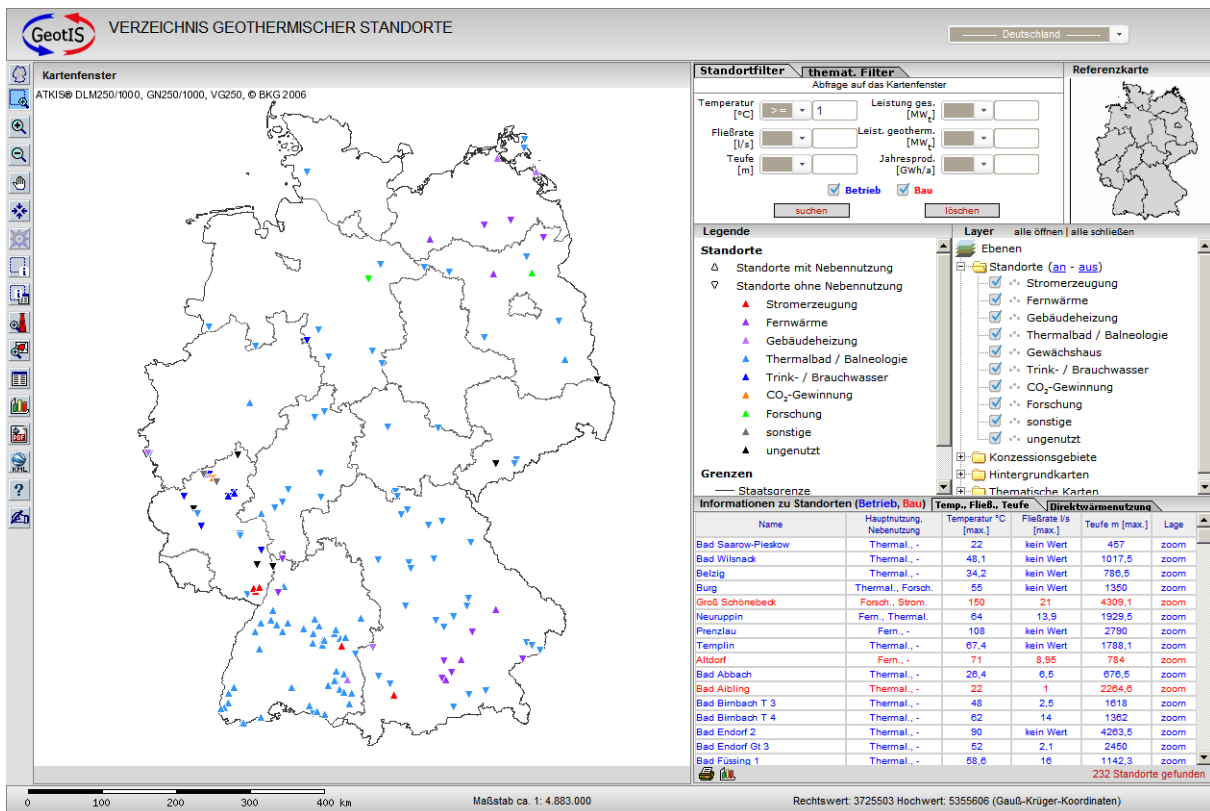 GeotIS
VERZEICHNIS GEOTHERMISCHER STANDORTE
---------- Deutschland ----------
Kartenfenster
ATKIS® DLM250/1000, GN250/1000, VG250, © BKG 2006
Standortfilter
themat. Filter
Abfrage auf das Kartenfenster
Temperatur [°C] >= 1
Leistung ges. [MWt]
Fließrate [l/s]
Leist. geotherm. [MWt]
Teufe [m]
Jahresprod. [GWh/a]
Betrieb Bau
suchen löschen
Referenzkarte
Legende
Standorte
Standorte mit Nebennutzung
Standorte ohne Nebennutzung
Stromerzeugung
Fernwärme
Gebäudeheizung
Thermalbad / Balneologie
Trink- / Brauchwasser
CO2-Gewinnung
Forschung
sonstige
ungenutzt
Grenzen
Staatsgrenze
Layer alle öffnen | alle schließen
Ebenen
Standorte (an - aus)
Stromerzeugung
Fernwärme
Gebäudeheizung
Thermalbad / Balneologie
Gewächshaus
Trink- / Brauchwasser
CO2-Gewinnung
Forschung
sonstige
ungenutzt
Konzessionsgebiete
Hintergrundkarten
Thematische Karten
Informationen zu Standorten (Betrieb, Bau) Temp., Fließ., Teufe Direktwärmenutzung
Name Hauptnutzung, Nebennutzung Temperatur °C [max.] Fließrate l/s [max.] Teufe m [max.] Lage
Bad Saarow-Pieskow Thermal., - 22 kein Wert 457 zoom
Bad Wilsnack Thermal., - 48,1 kein Wert 1017,5 zoom
Belzig Thermal., - 34,2 kein Wert 786,5 zoom
Burg Thermal., Forsch. 55 kein Wert 1350 zoom
Groß Schönebeck Forsch., Strom. 150 21 4309,1 zoom
Neuruppin Fern., Thermal. 64 13,9 1929,5 zoom
Prenzlau Fern., - 108 kein Wert 2790 zoom
Templin Thermal., - 67,4 kein Wert 1788,1 zoom
Altdorf Fern., - 71 8,95 784 zoom
Bad Abbach Thermal., - 26,4 6,5 676,5 zoom
Bad Aibling Thermal., - 22 1 2264,6 zoom
Bad Birnbach T 3 Thermal., - 48 2,5 1618 zoom
Bad Birnbach T 4 Thermal., - 62 14 1362 zoom
Bad Endorf 2 Thermal., - 90 kein Wert 4263,5 zoom
Bad Endorf Gt 3 Thermal., - 52 2,1 2450 zoom
Bad Füssing 1 Thermal., - 58,6 16 1142,3 zoom
232 Standorte gefunden
PDF
KML
?
0 100 200 300 400 km
Maßstab ca. 1: 4.883.000
Rechtswert: 3725503 Hochwert: 5355606 (Gauß-Krüger-Koordinaten)